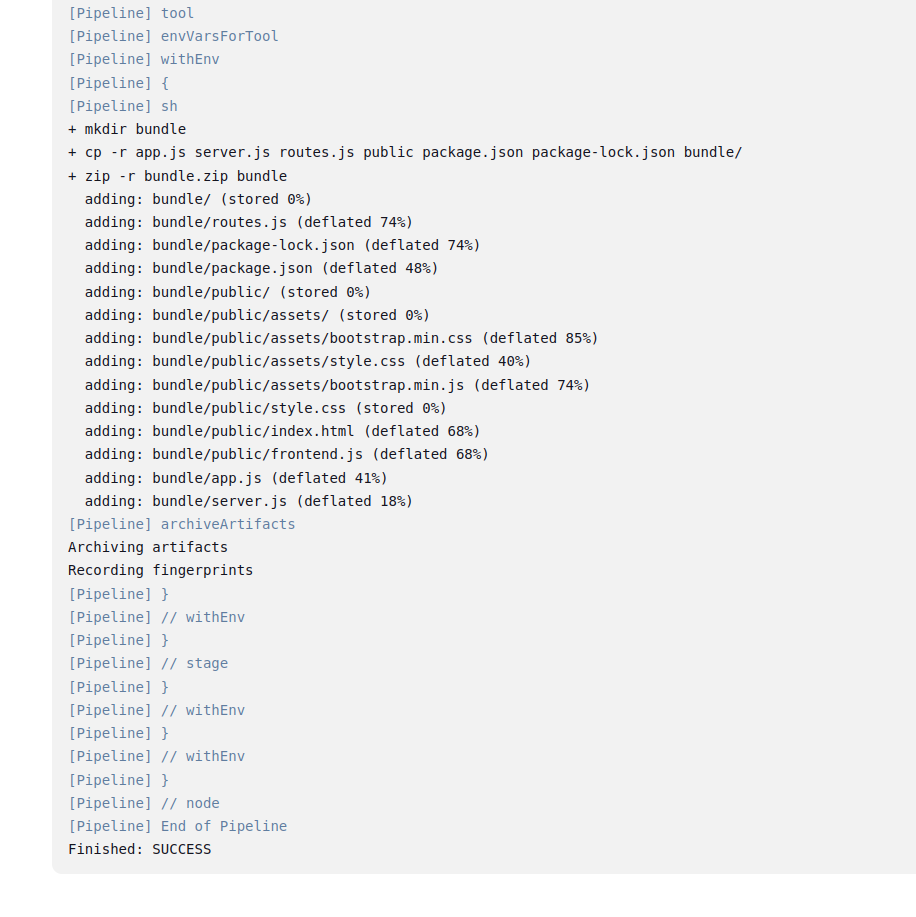 [Pipeline] tool
[Pipeline] envVarsForTool
[Pipeline] withEnv
[Pipeline] {
[Pipeline] sh
+ mkdir bundle
+ cp -r app.js server.js routes.js public package.json package-lock.json bundle/
+ zip -r bundle.zip bundle
  adding: bundle/ (stored 0%)
  adding: bundle/routes.js (deflated 74%)
  adding: bundle/package-lock.json (deflated 74%)
  adding: bundle/package.json (deflated 48%)
  adding: bundle/public/ (stored 0%)
  adding: bundle/public/assets/ (stored 0%)
  adding: bundle/public/assets/bootstrap.min.css (deflated 85%)
  adding: bundle/public/assets/style.css (deflated 40%)
  adding: bundle/public/assets/bootstrap.min.js (deflated 74%)
  adding: bundle/public/style.css (stored 0%)
  adding: bundle/public/index.html (deflated 68%)
  adding: bundle/public/frontend.js (deflated 68%)
  adding: bundle/app.js (deflated 41%)
  adding: bundle/server.js (deflated 18%)
[Pipeline] archiveArtifacts
Archiving artifacts
Recording fingerprints
[Pipeline] }
[Pipeline] // withEnv
[Pipeline] }
[Pipeline] // stage
[Pipeline] }
[Pipeline] // withEnv
[Pipeline] }
[Pipeline] // withEnv
[Pipeline] }
[Pipeline] // node
[Pipeline] End of Pipeline
Finished: SUCCESS